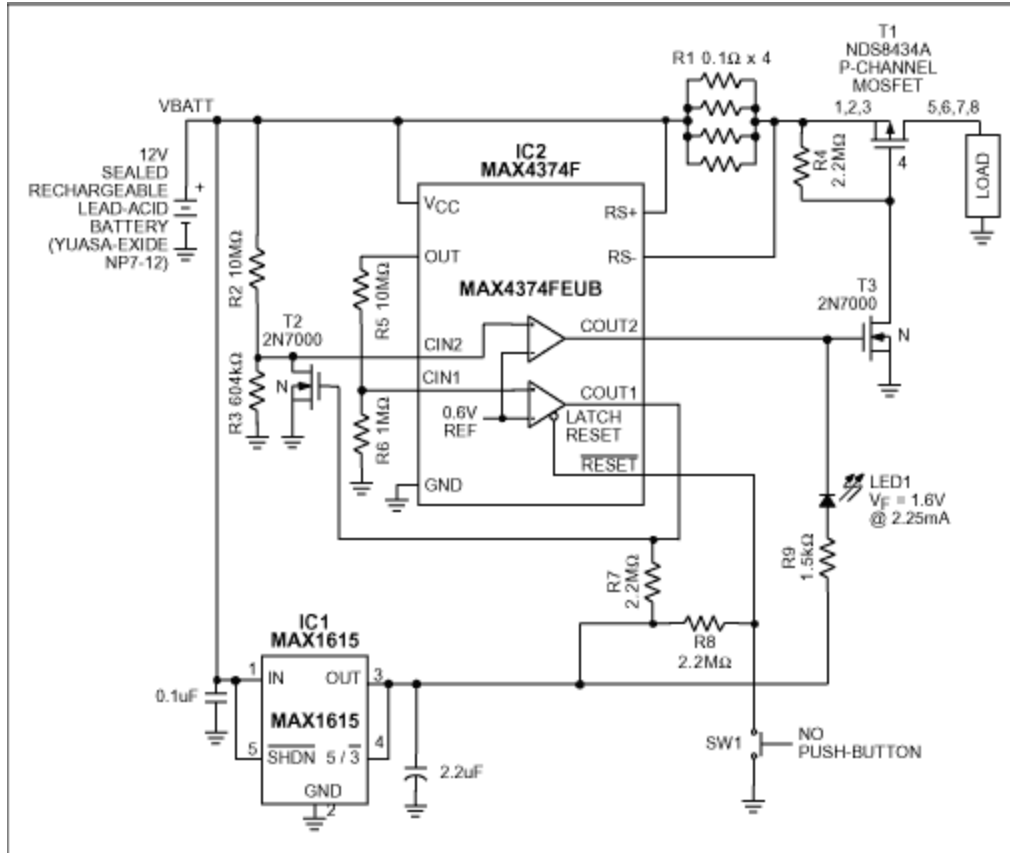 T1
NDS8434A
P-CHANNEL
MOSFET
R1 0.1Ω x 4
VBATT
1,2,3
5,6,7,8
4
R4
2.2MΩ
LOAD
12V
SEALED
RECHARGEABLE
LEAD-ACID
BATTERY
(YUASA-EXIDE
NP7-12)
+
IC2
MAX4374F
VCC
RS+
OUT
RS-
R2 10MΩ
R5 10MΩ
MAX4374FEUB
T3
2N7000
N
T2
2N7000
N
CIN2
COUT2
CIN1
COUT1
R3 604kΩ
R6 1MΩ
0.6V
REF
LATCH
RESET
RESET
GND
LED1
VF = 1.6V
@ 2.25mA
R9
1.5kΩ
R7
2.2MΩ
R8
2.2MΩ
IC1
MAX1615
1
IN
OUT
3
0.1uF
MAX1615
5
SHDN
5 / 3
4
GND
2
2.2uF
SW1
NO
PUSH-BUTTON